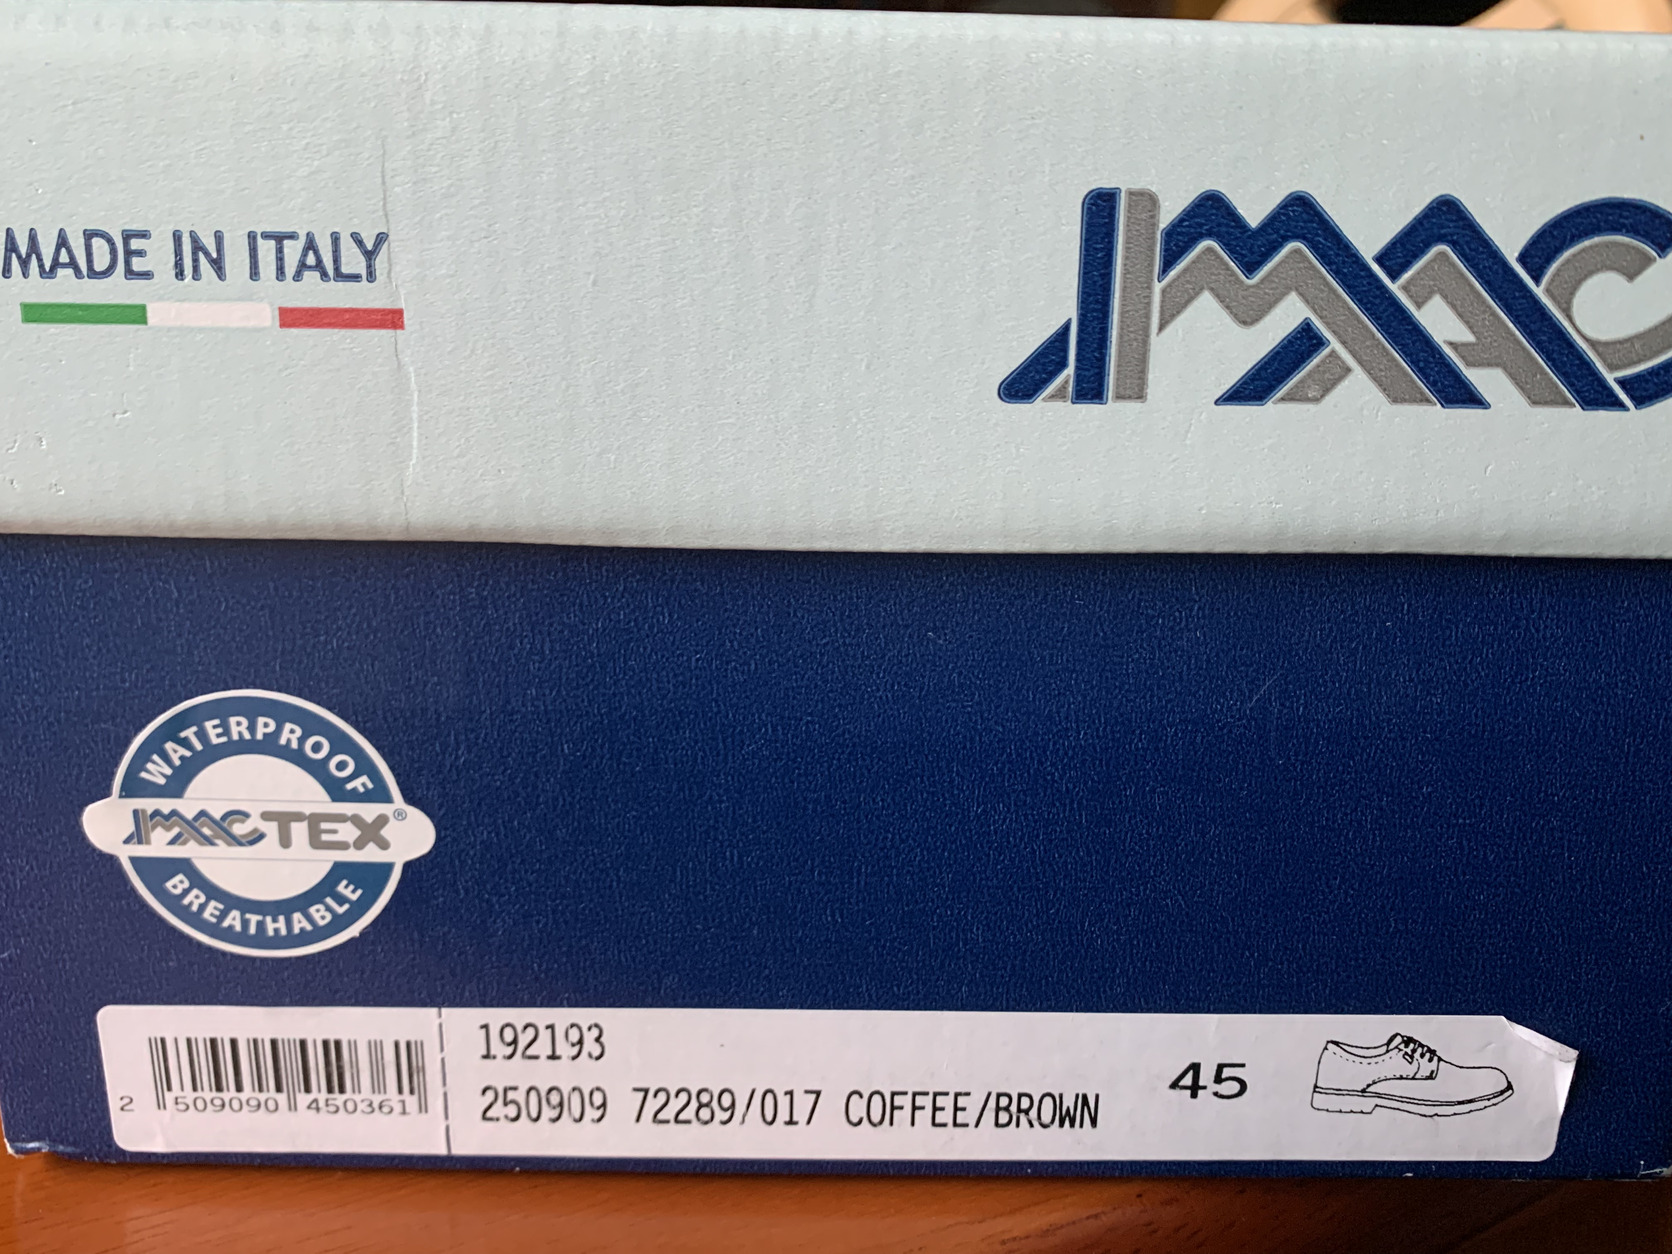 MADE IN ITALY
IMAC
WATERPROOF
IMACTEX®
BREATHABLE
192193
250909 72289/017 COFFEE/BROWN
45
2 509090 450361